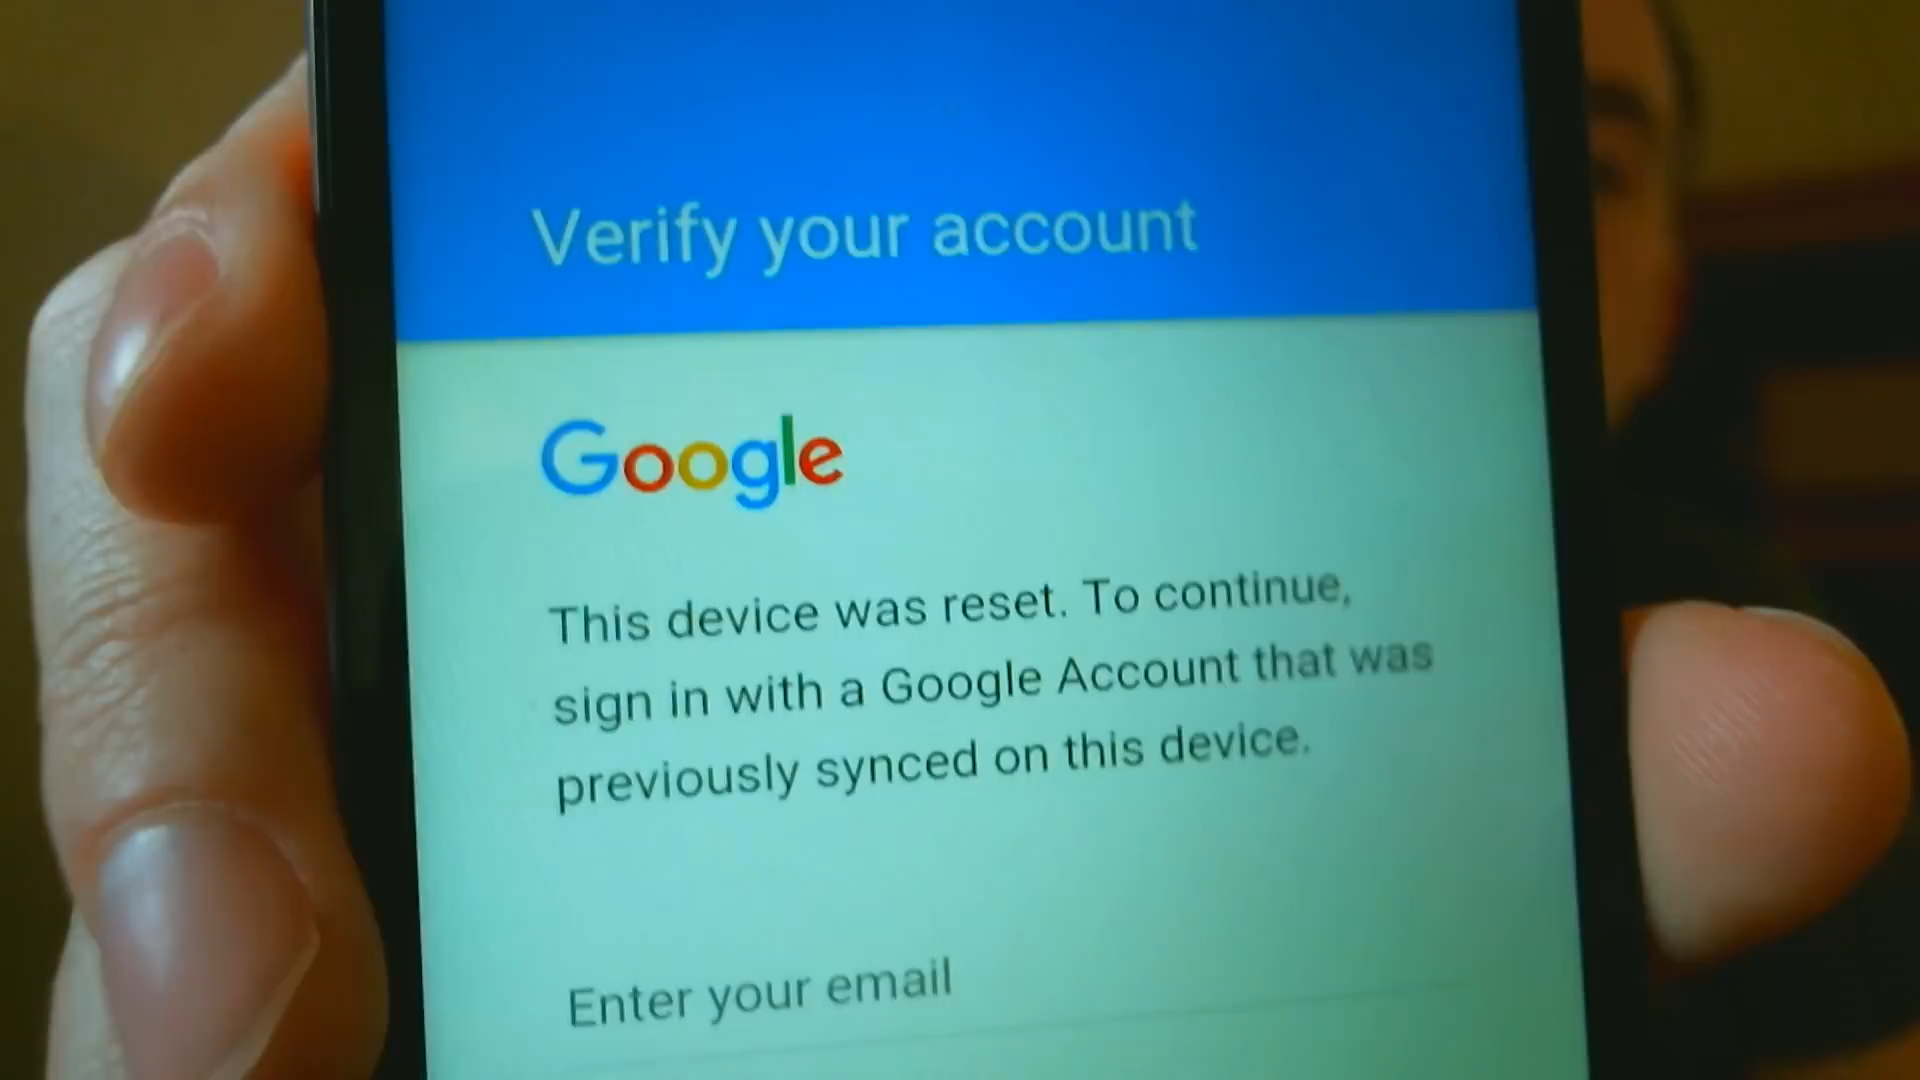 Verify your account
Google
This device was reset. To continue,
sign in with a Google Account that was
previously synced on this device.
Enter your email